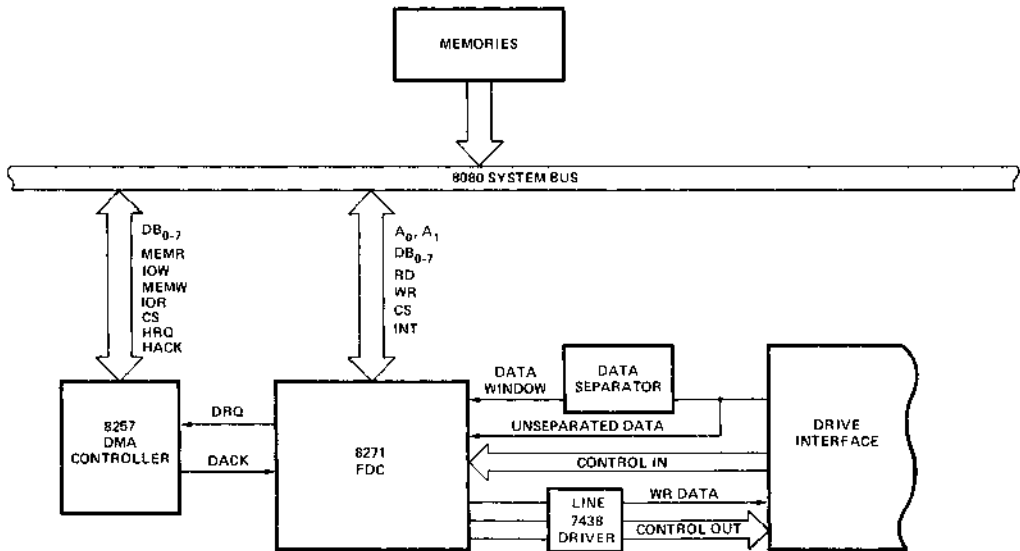 MEMORIES
8080 SYSTEM BUS
DB0-7
MEMR
IOW
MEMW
IOR
CS
HRQ
HACK
A0, A1
DB0-7
RD
WR
CS
INT
8257
DMA
CONTROLLER
DRQ
DACK
8271
FDC
DATA
WINDOW
DATA
SEPARATOR
UNSEPARATED DATA
CONTROL IN
LINE
7438
DRIVER
WR DATA
CONTROL OUT
DRIVE
INTERFACE